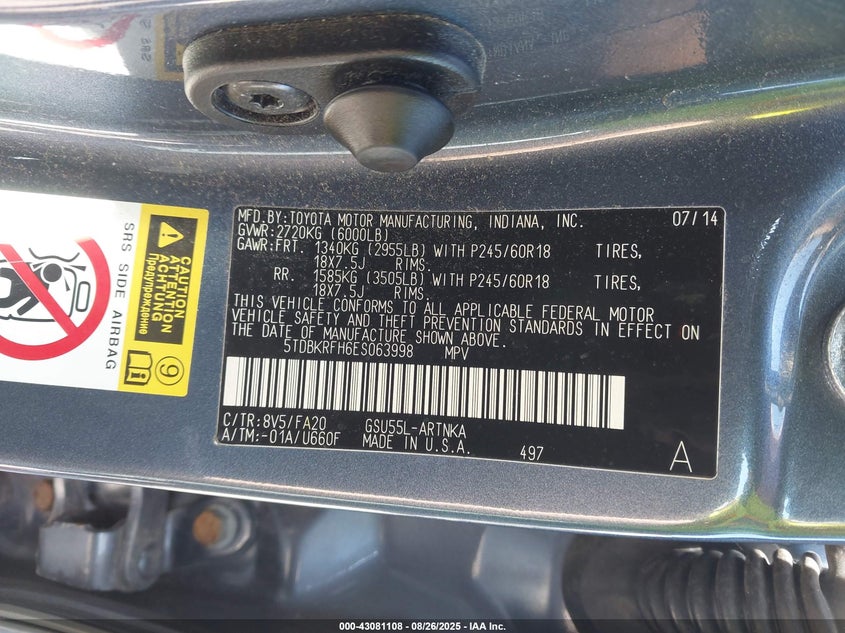 MFD.BY:TOYOTA MOTOR MANUFACTURING, INDIANA, INC. 07/14
GVWR:2720KG (6000LB)
GAWR:FRT. 1340KG (2955LB) WITH P245/60R18 TIRES,
18X7.5J RIMS.
RR. 1585KG (3505LB) WITH P245/60R18 TIRES,
18X7.5J RIMS.
THIS VEHICLE CONFORMS TO ALL APPLICABLE FEDERAL MOTOR
VEHICLE SAFETY AND THEFT PREVENTION STANDARDS IN EFFECT ON
THE DATE OF MANUFACTURE SHOWN ABOVE.
5TDBKRFH6ES063998 MPV
C/TR:8V5/FA20 GSU55L-ARTNKA
A/TM:-01A/U660F MADE IN U.S.A. 497 A
SRS SIDE AIRBAG
CAUTION
ATTENTION
ACHTUNG
Предупреждение
9
000-43081108 - 08/26/2025 - IAA Inc.